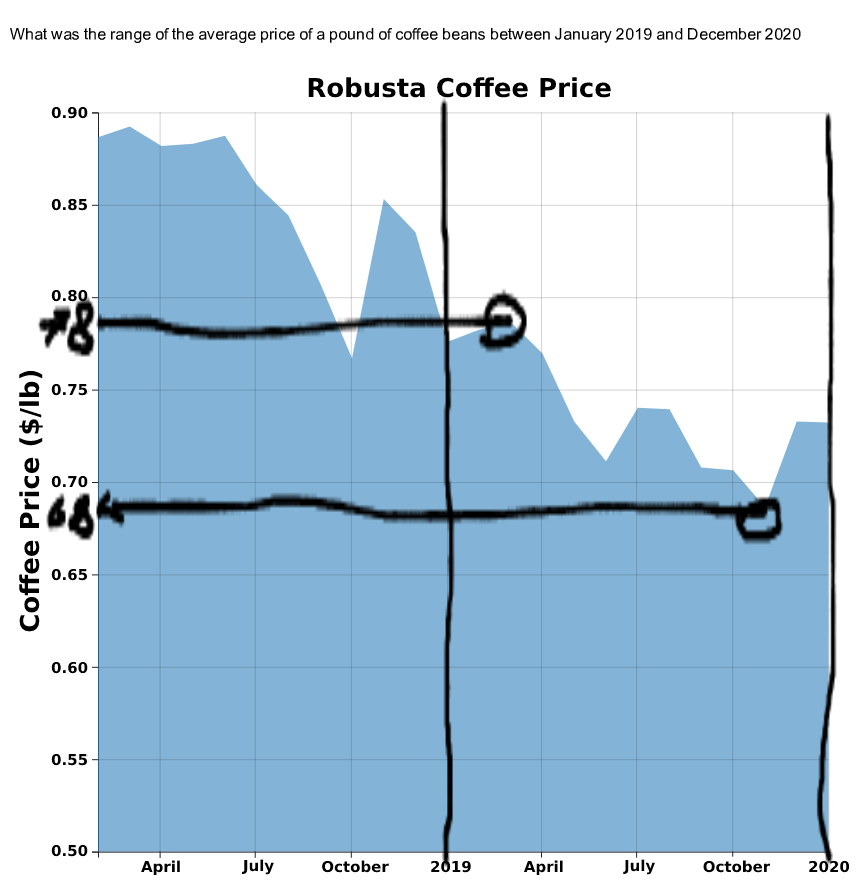 What was the range of the average price of a pound of coffee beans between January 2019 and December 2020
Robusta Coffee Price
0.90
0.85
0.80
78
0.75
Coffee Price ($/lb)
0.70
68
0.65
0.60
0.55
0.50
April July October 2019 April July October 2020